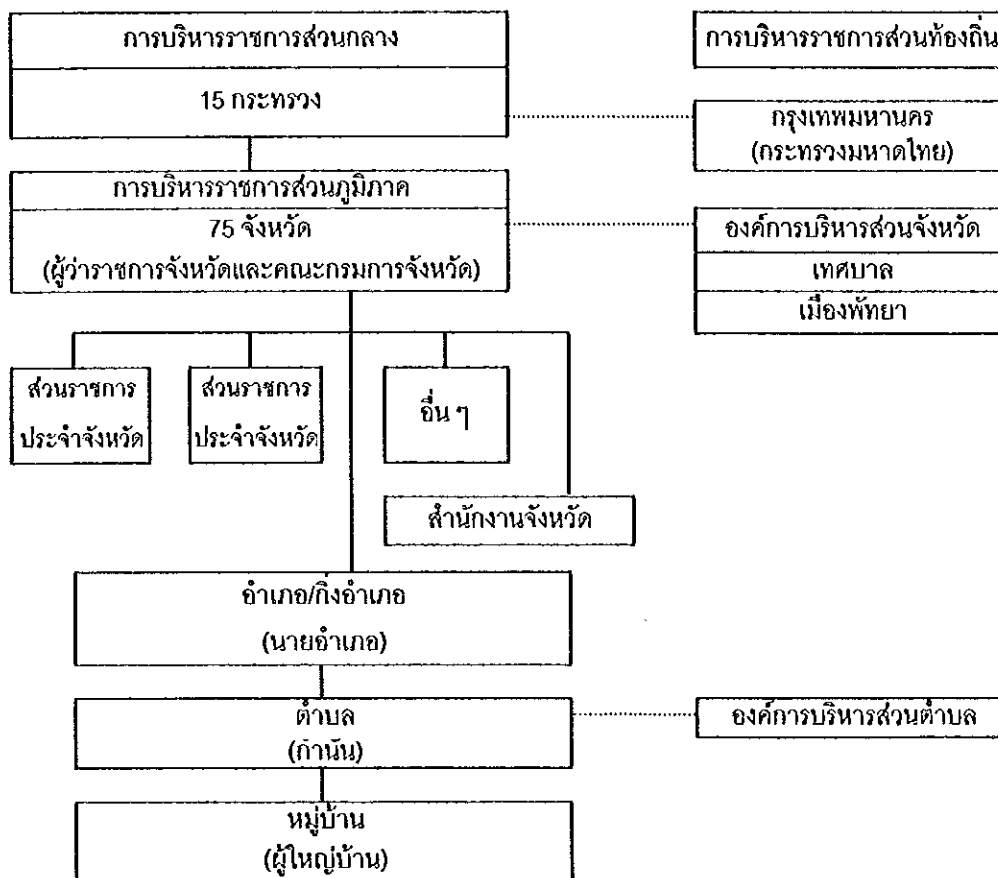 การบริหารราชการส่วนกลาง
การบริหารราชการส่วนท้องถิ่น
15 กระทรวง
กรุงเทพมหานคร
(กระทรวงมหาดไทย)
การบริหารราชการส่วนภูมิภาค
75 จังหวัด
(ผู้ว่าราชการจังหวัดและคณะกรมการจังหวัด)
องค์การบริหารส่วนจังหวัด
เทศบาล
เมืองพัทยา
ส่วนราชการ
ประจำจังหวัด
ส่วนราชการ
ประจำจังหวัด
อื่น ๆ
สำนักงานจังหวัด
อำเภอ/กิ่งอำเภอ
(นายอำเภอ)
ตำบล
(กำนัน)
องค์การบริหารส่วนตำบล
หมู่บ้าน
(ผู้ใหญ่บ้าน)